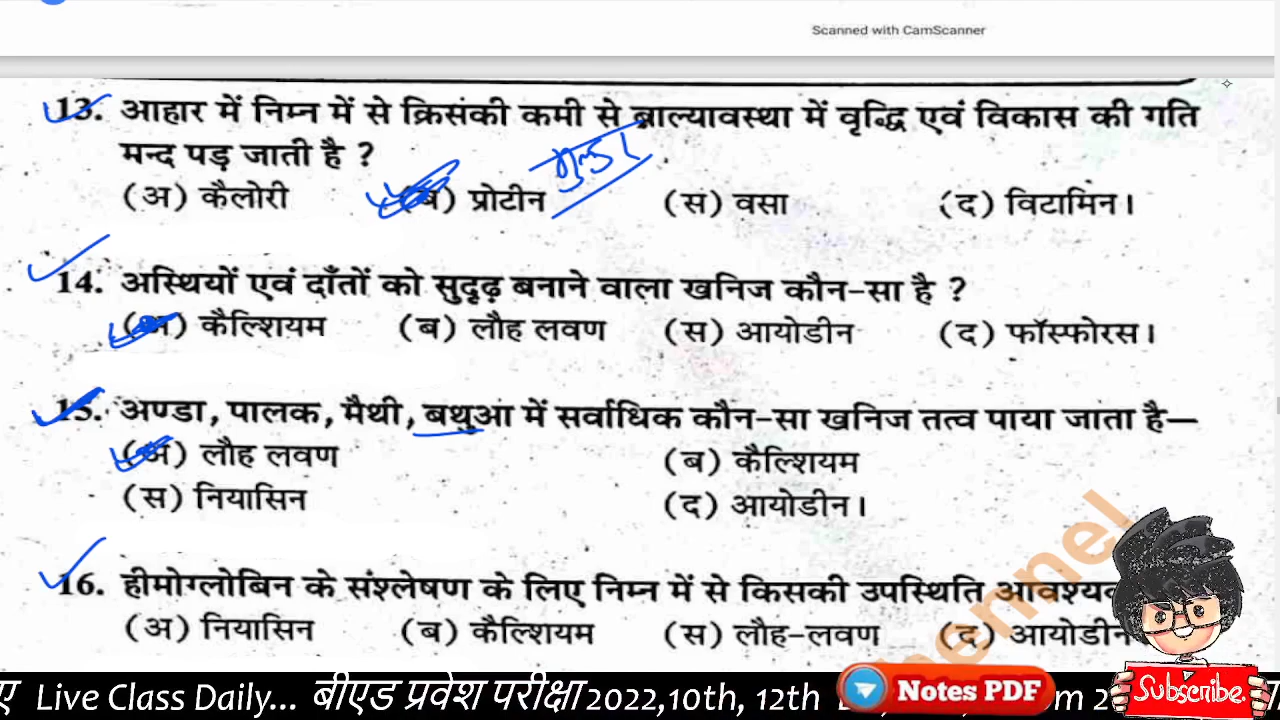 Scanned with CamScanner
13. आहार में निम्न में से किसकी कमी से बाल्यावस्था में वृद्धि एवं विकास की गति
मन्द पड़ जाती है ?
(अ) कैलोरी (ब) प्रोटीन (स) वसा (द) विटामिन।
14. अस्थियों एवं दाँतों को सुदृढ़ बनाने वाला खनिज कौन-सा है ?
(अ) कैल्शियम (ब) लौह लवण (स) आयोडीन (द) फॉस्फोरस।
15. अण्डा, पालक, मैथी, बथुआ में सर्वाधिक कौन-सा खनिज तत्व पाया जाता है—
(अ) लौह लवण (ब) कैल्शियम
(स) नियासिन (द) आयोडीन।
16. हीमोग्लोबिन के संश्लेषण के लिए निम्न में से किसकी उपस्थिति
(अ) नियासिन (ब) कैल्शियम (स) लौह-लवण (द) आयोडीन
Live Class Daily... बीएड प्रवेश परीक्षा 2022,10th, 12th
Notes PDF
Subscribe